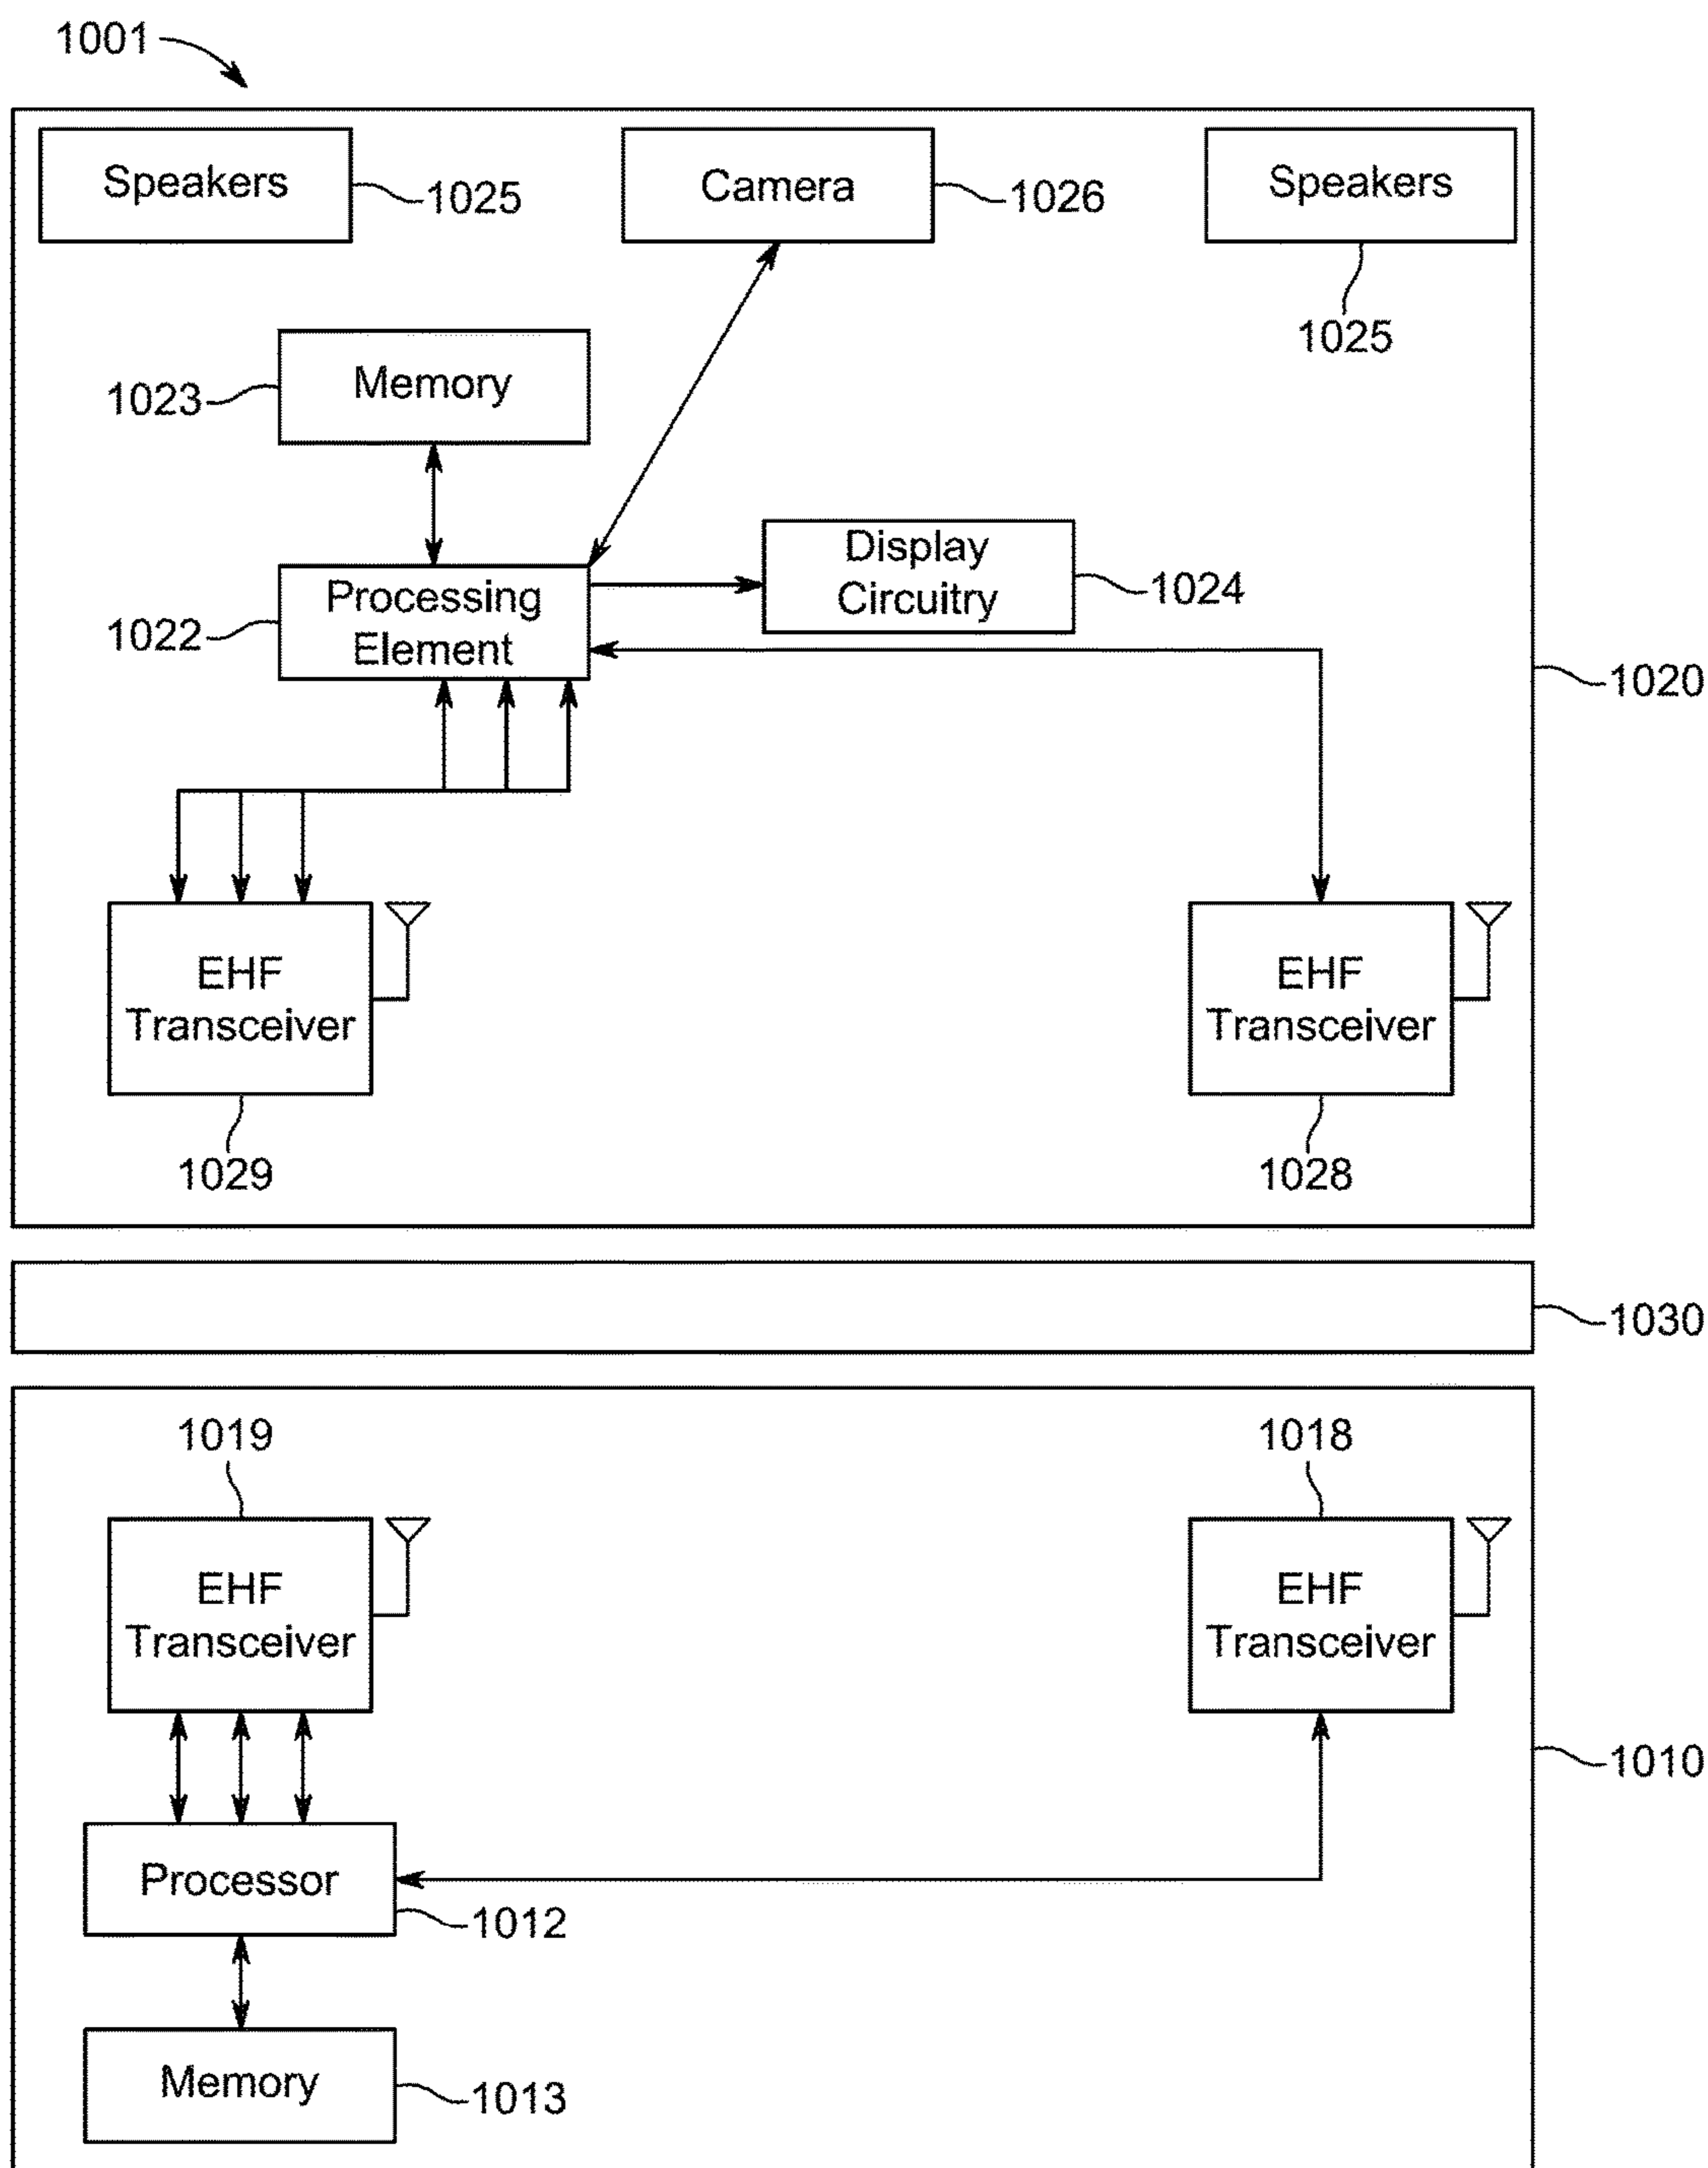 1001
Speakers
1025
Camera
1026
Speakers
1025
Memory
1023
Display
Circuitry
1024
Processing
Element
1022
1020
EHF
Transceiver
1029
EHF
Transceiver
1028
1030
1019
EHF
Transceiver
1018
EHF
Transceiver
1010
Processor
1012
Memory
1013